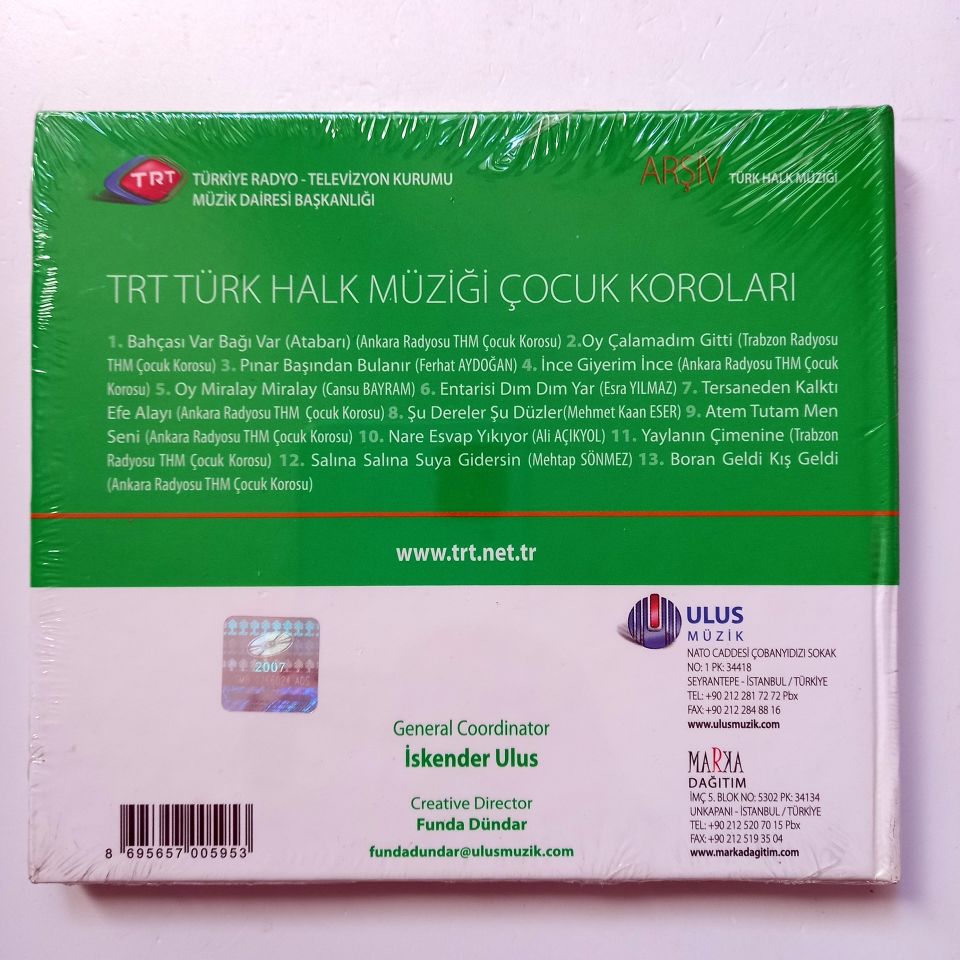 TRT
TÜRKİYE RADYO - TELEVİZYON KURUMU
MÜZİK DAİRESİ BAŞKANLIĞI
ARŞİV TÜRK HALK MÜZİĞİ
TRT TÜRK HALK MÜZİĞİ ÇOCUK KOROLARI
1. Bahçası Var Bağı Var (Atabarı) (Ankara Radyosu THM Çocuk Korosu) 2.Oy Çalamadım Gitti (Trabzon Radyosu
THM Çocuk Korosu) 3. Pınar Başından Bulanır (Ferhat AYDOĞAN) 4. İnce Giyerim İnce (Ankara Radyosu THM Çocuk
Korosu) 5. Oy Miralay Miralay (Cansu BAYRAM) 6. Entarisi Dım Dım Yar (Esra YILMAZ) 7. Tersaneden Kalktı
Efe Alayı (Ankara Radyosu THM Çocuk Korosu) 8. Şu Dereler Şu Düzler(Mehmet Kaan ESER) 9. Atem Tutam Men
Seni (Ankara Radyosu THM Çocuk Korosu) 10. Nare Esvap Yıkıyor (Ali AÇIKYOL) 11. Yaylanın Çimenine (Trabzon
Radyosu THM Çocuk Korosu) 12. Salına Salına Suya Gidersin (Mehtap SÖNMEZ) 13. Boran Geldi Kış Geldi
(Ankara Radyosu THM Çocuk Korosu)
www.trt.net.tr
2007
General Coordinator
İskender Ulus
Creative Director
Funda Dündar
fundadundar@ulusmuzik.com
8 695657 005953
ULUS
MÜZİK
NATO CADDESİ ÇOBANYIDIZI SOKAK
NO: 1 PK: 34418
SEYRANTEPE - İSTANBUL / TÜRKİYE
TEL: +90 212 281 72 72 Pbx
FAX: +90 212 284 88 16
www.ulusmuzik.com
MARKA
DAĞITIM
İMÇ 5. BLOK NO: 5302 PK: 34134
UNKAPANI - İSTANBUL / TÜRKİYE
TEL: +90 212 520 70 15 Pbx
FAX: +90 212 519 35 04
www.markadagitim.com